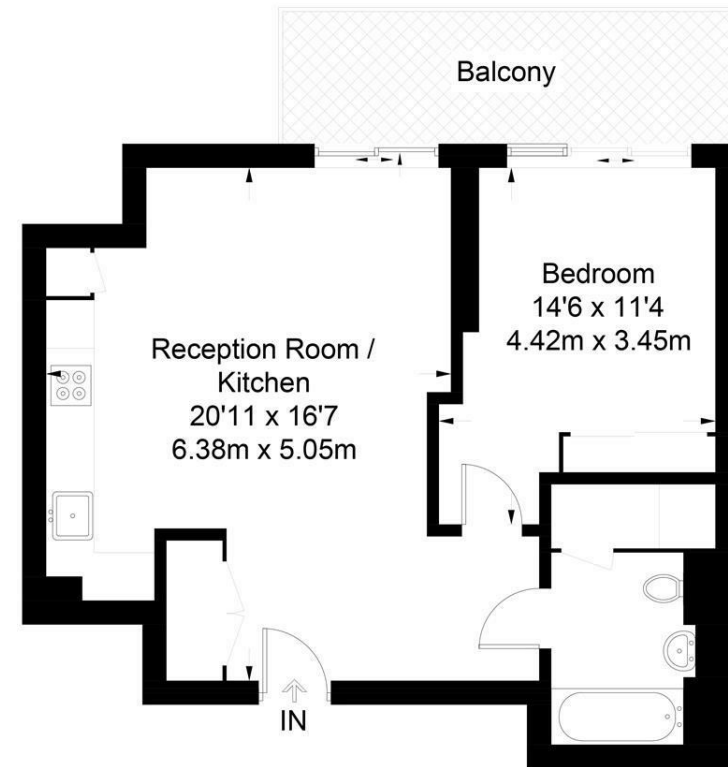 Balcony
Reception Room /
Kitchen
20'11 x 16'7
6.38m x 5.05m
Bedroom
14'6 x 11'4
4.42m x 3.45m
IN